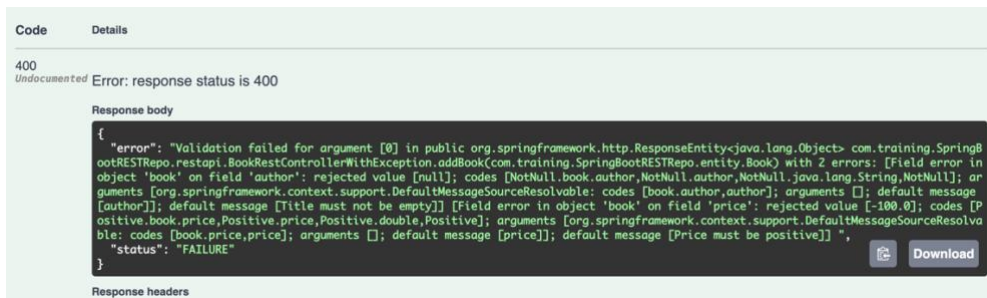 Code Details
400
Undocumented Error: response status is 400
Response body
{
"error": "Validation failed for argument [0] in public org.springframework.http.ResponseEntity<java.lang.Object> com.training.SpringB
ootRESTRepo.restapi.BookRestControllerWithException.addBook(com.training.SpringBootRESTRepo.entity.Book) with 2 errors: [Field error in
object 'book' on field 'author': rejected value [null]; codes [NotNull.book.author,NotNull.author,NotNull.java.lang.String,NotNull]; ar
guments [org.springframework.context.support.DefaultMessageSourceResolvable: codes [book.author,author]; arguments []; default message
[author]]; default message [Title must not be empty]] [Field error in object 'book' on field 'price': rejected value [-100.0]; codes [P
ositive.book.price,Positive.price,Positive.double,Positive]; arguments [org.springframework.context.support.DefaultMessageSourceResolva
ble: codes [book.price,price]; arguments []; default message [price]]; default message [Price must be positive]] ",
"status": "FAILURE"
}
Download
Response headers